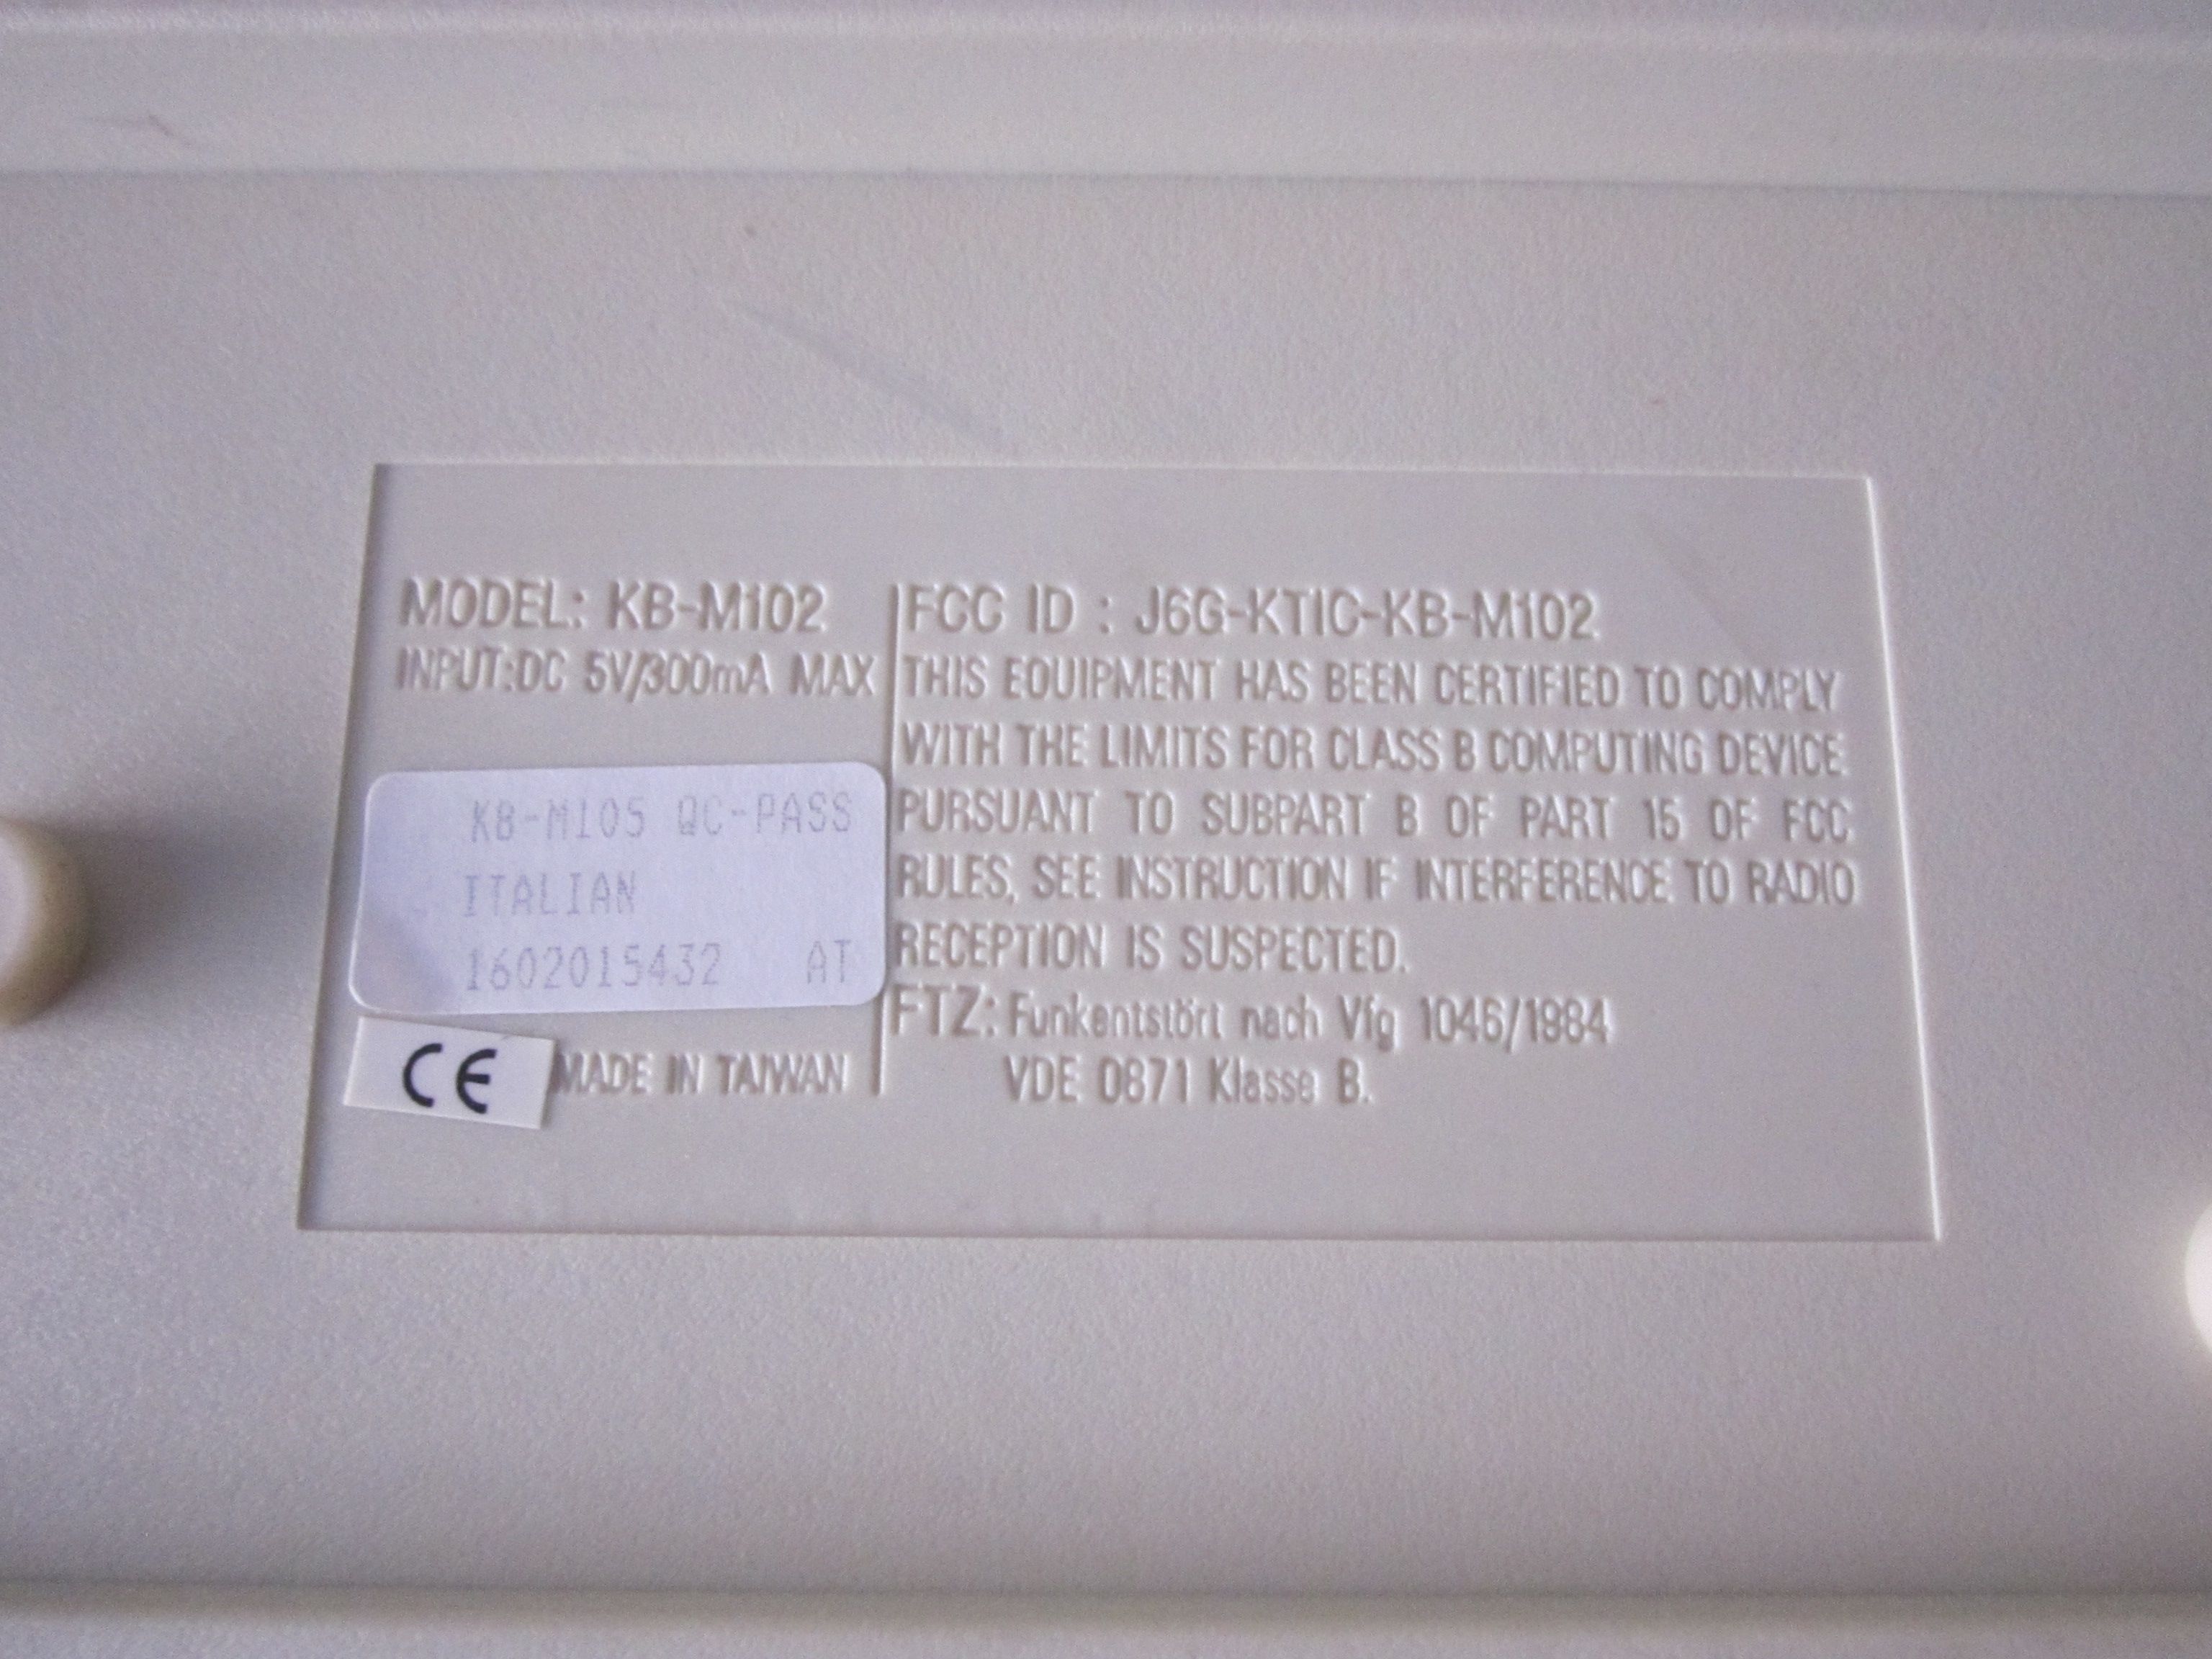 MODEL: KB-M102
INPUT:DC 5V/300mA MAX
KB-M105 QC-PASS
ITALIAN
1602015432 AT
CE
MADE IN TAIWAN
FCC ID : J6G-KTIC-KB-M102
THIS EQUIPMENT HAS BEEN CERTIFIED TO COMPLY
WITH THE LIMITS FOR CLASS B COMPUTING DEVICE
PURSUANT TO SUBPART B OF PART 15 OF FCC
RULES, SEE INSTRUCTION IF INTERFERENCE TO RADIO
RECEPTION IS SUSPECTED.
FTZ: Funkentstört nach Vfg 1046/1984
VDE 0871 Klasse B.